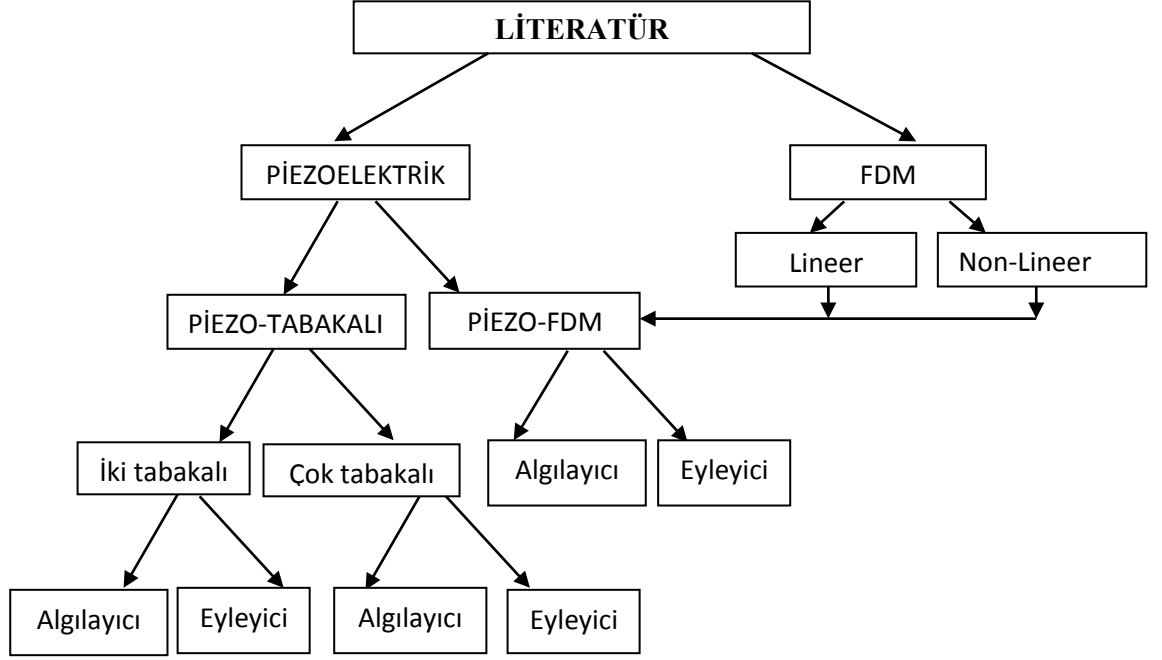 LİTERATÜR
PİEZOELEKTRİK
FDM
Lineer
Non-Lineer
PİEZO-TABAKALI
PİEZO-FDM
İki tabakalı
Çok tabakalı
Algılayıcı
Eyleyici
Algılayıcı
Eyleyici
Algılayıcı
Eyleyici